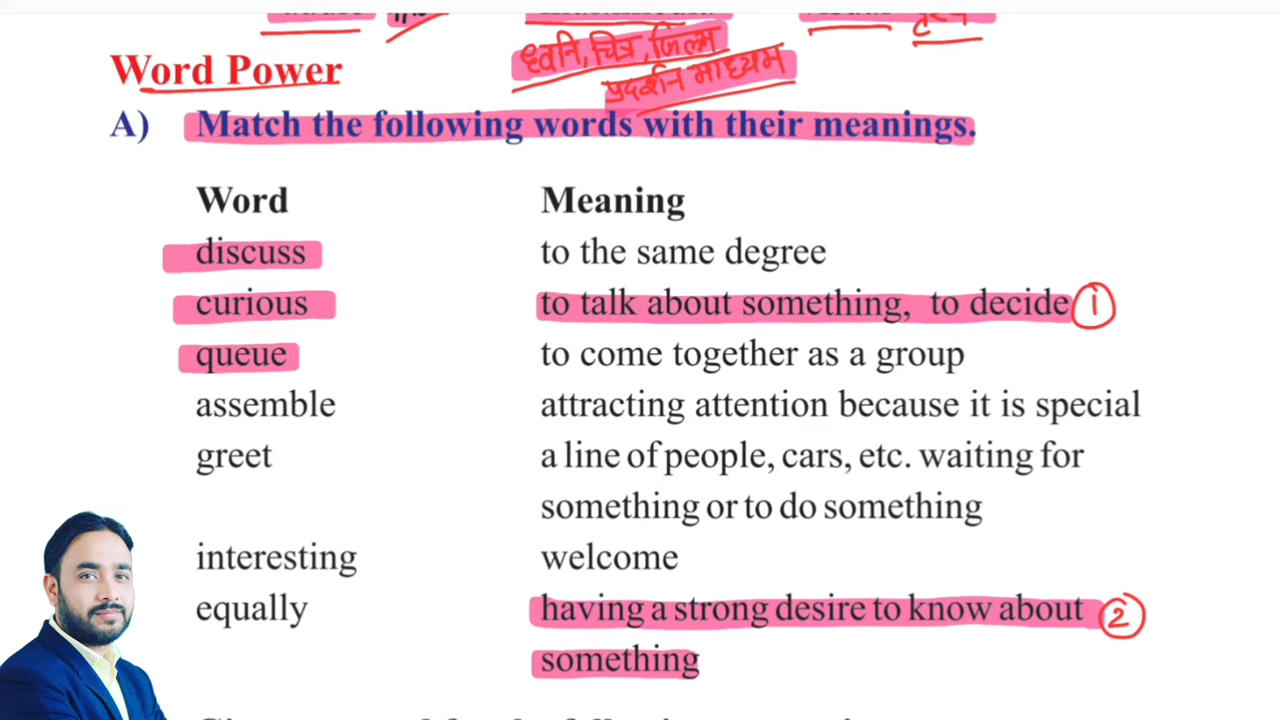 ध्वनि, चित्र, फिल्म
प्रदर्शन माध्यम
Word Power
A) Match the following words with their meanings.
Word Meaning
discuss to the same degree
curious to talk about something, to decide 1
queue to come together as a group
assemble attracting attention because it is special
greet a line of people, cars, etc. waiting for
something or to do something
interesting welcome
equally having a strong desire to know about 2
something